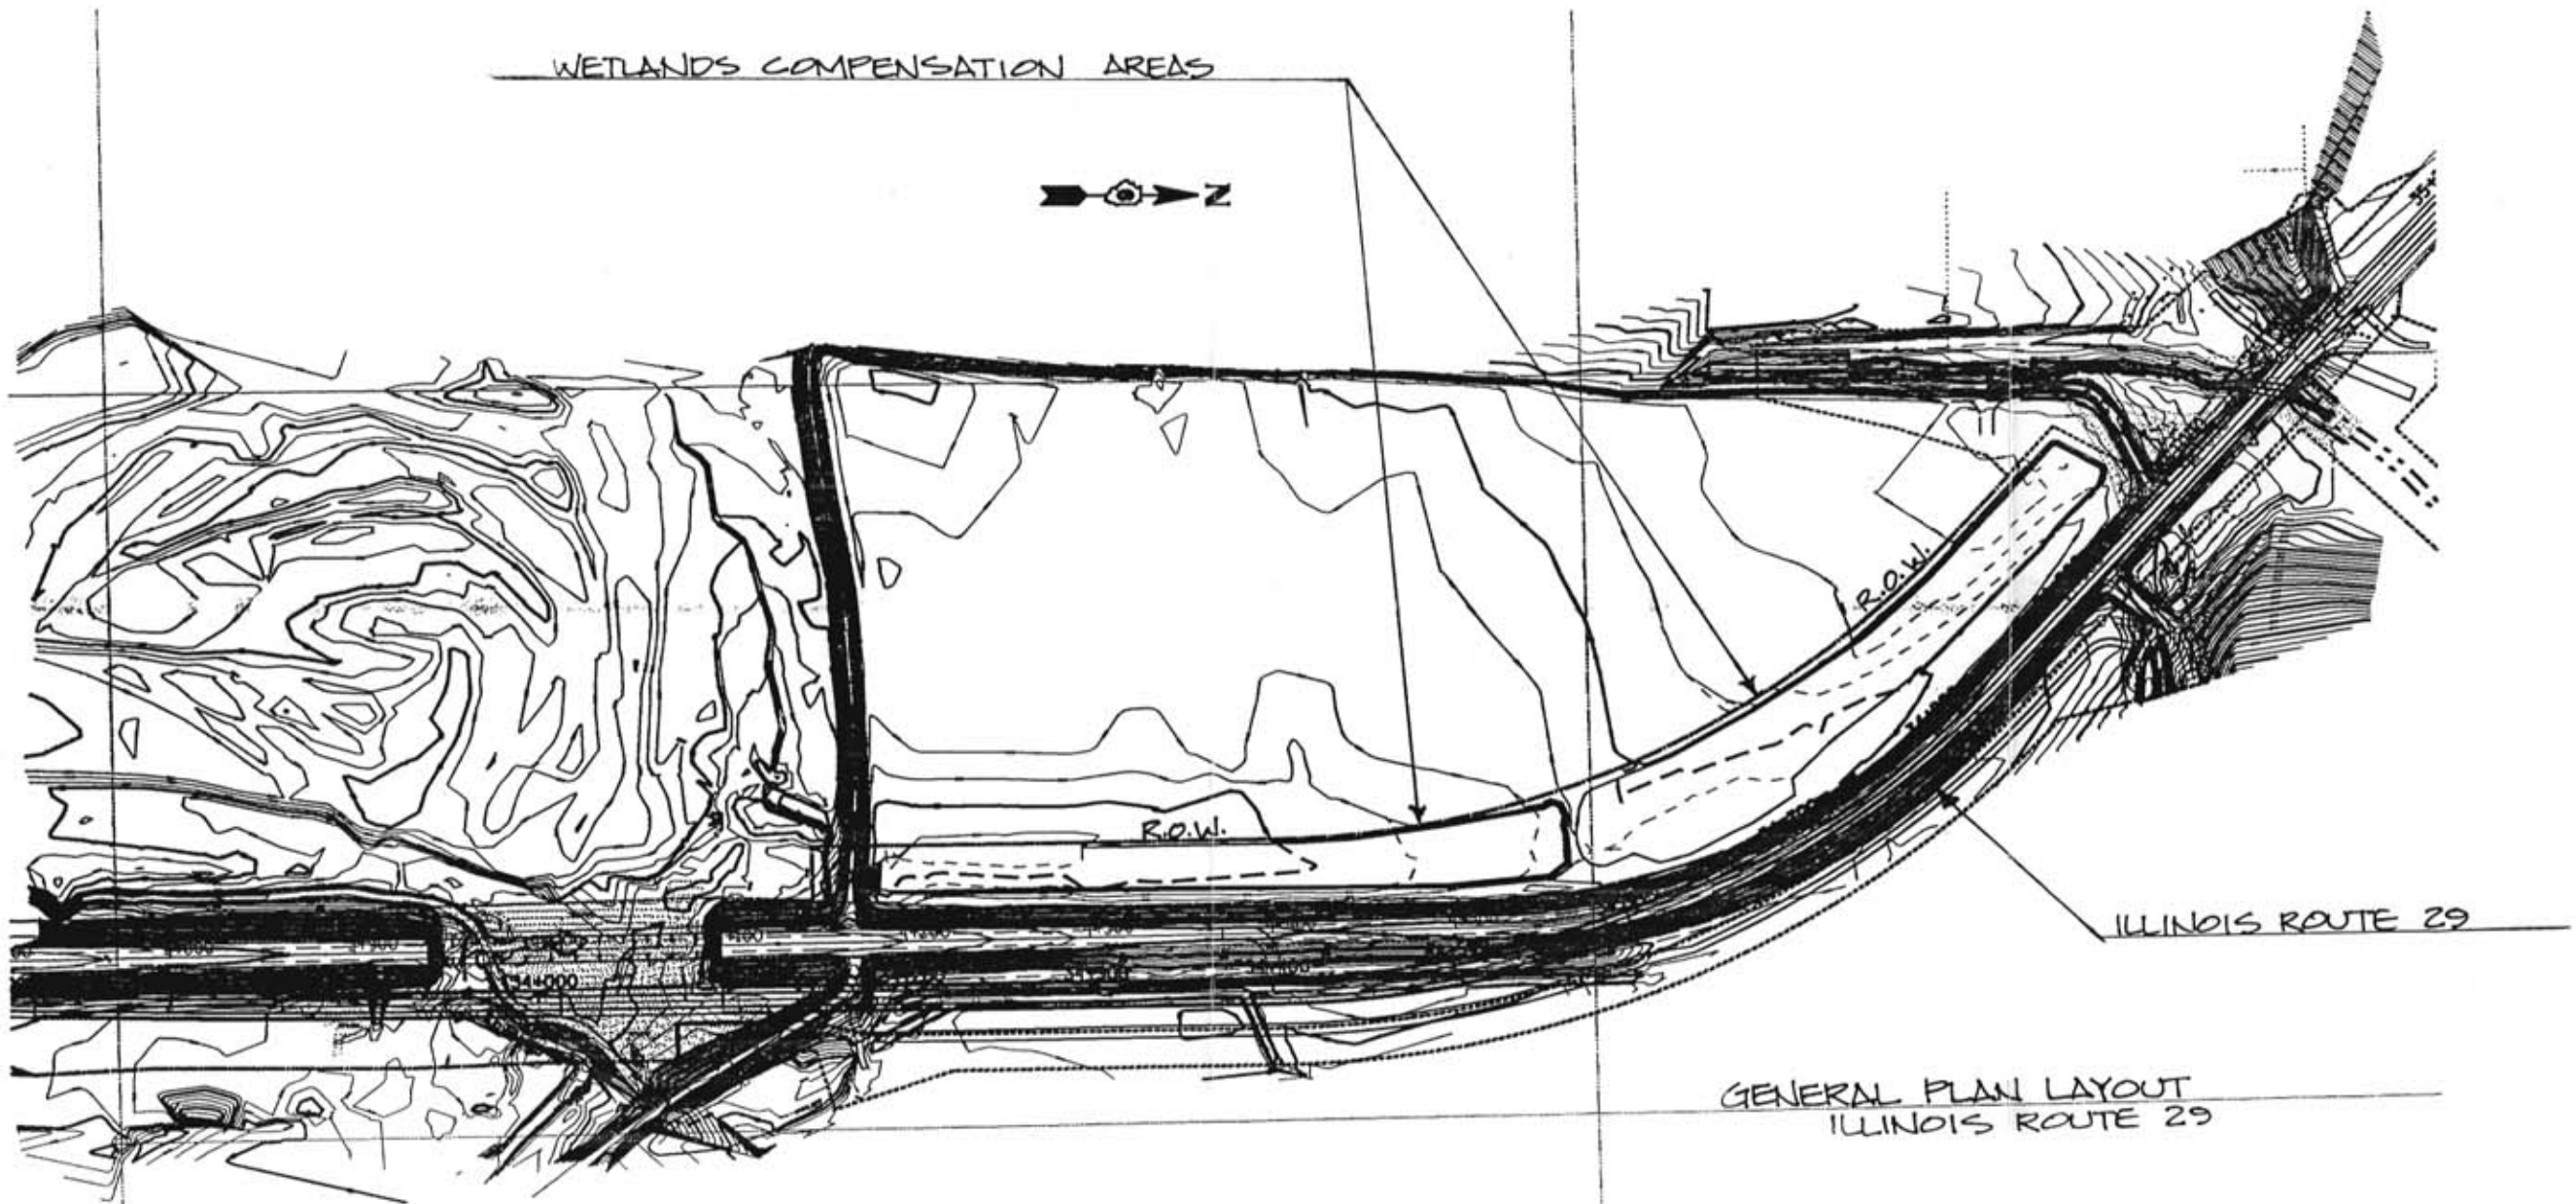 WETLANDS COMPENSATION AREAS
N
R.O.W.
R.O.W.
ILLINOIS ROUTE 29
GENERAL PLAN LAYOUT
ILLINOIS ROUTE 29